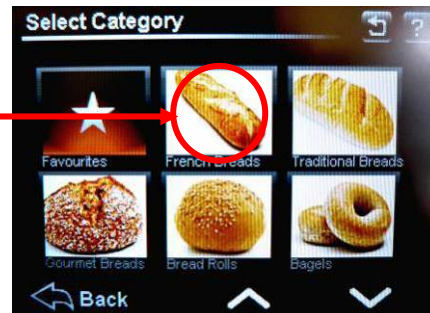 Select Category
?
Favourites
French Breads
Traditional Breads
Gourmet Breads
Bread Rolls
Bagels
Back